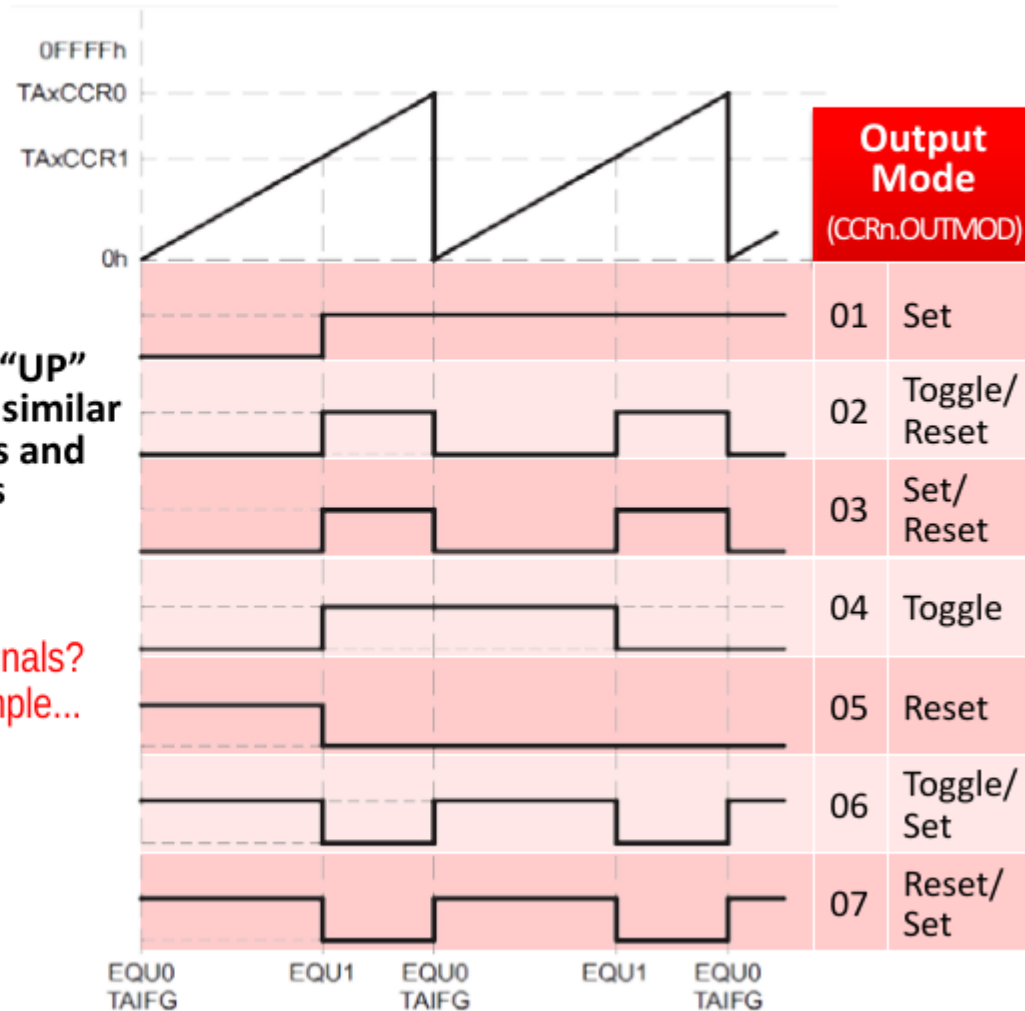 0FFFFh
TAxCCR0
TAxCCR1
0h
Output
Mode
(CCRn.OUTMOD)
01 Set
“UP”
similar
s and
s
02 Toggle/
Reset
03 Set/
Reset
04 Toggle
nals?
nple...
05 Reset
06 Toggle/
Set
07 Reset/
Set
EQU0 EQU1 EQU0 EQU1 EQU0
TAIFG TAIFG TAIFG